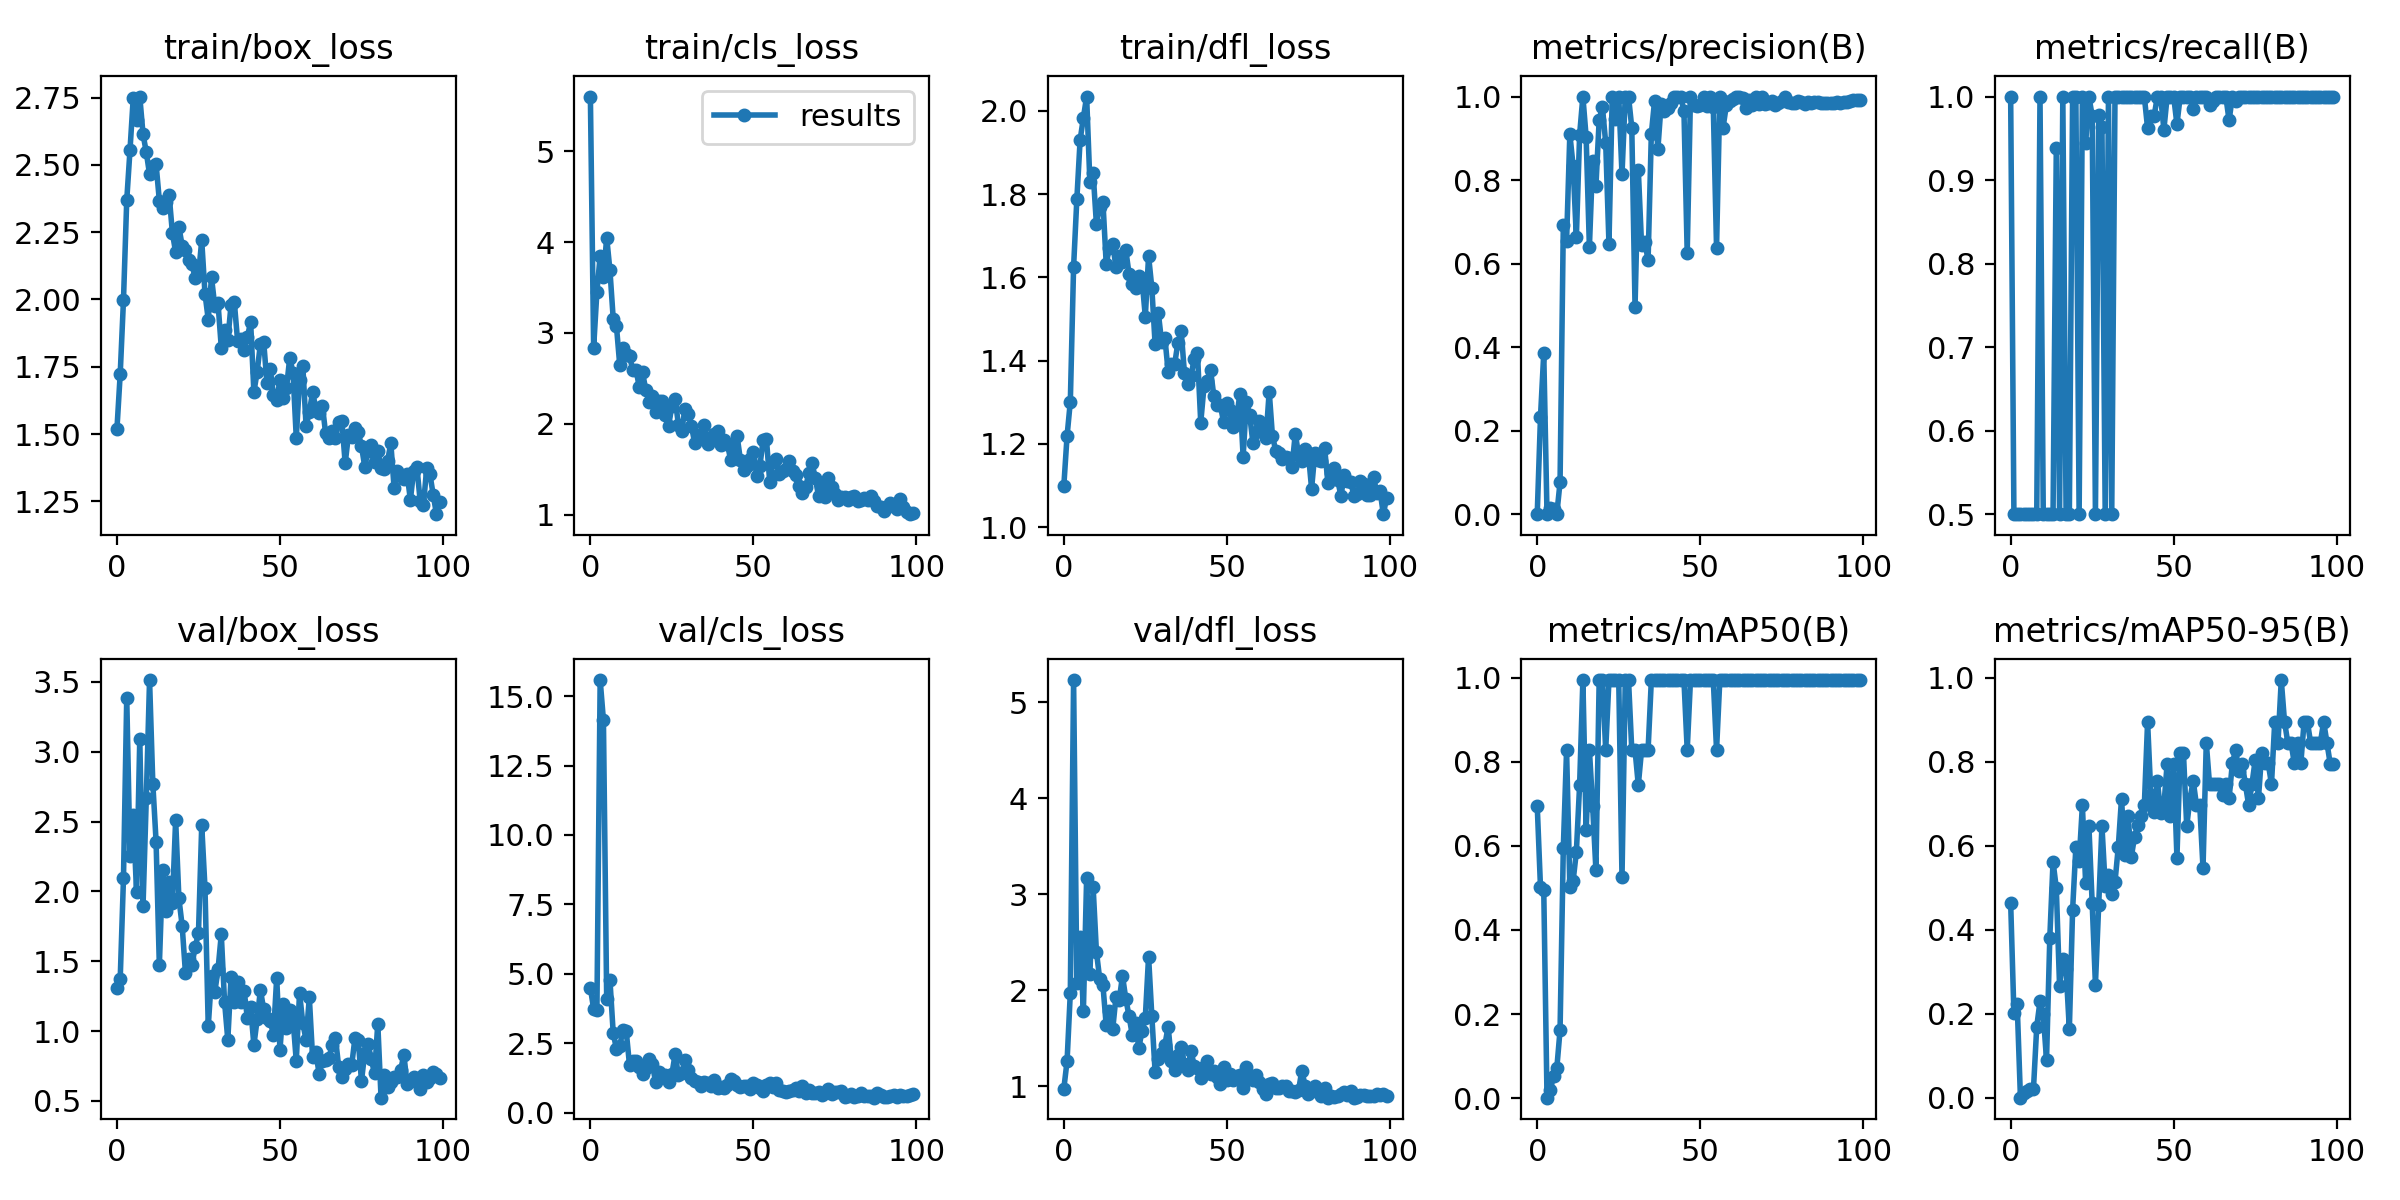 train/box_loss
train/cls_loss
train/dfl_loss
metrics/precision(B)
metrics/recall(B)
2.75
2.50
2.25
2.00
1.75
1.50
1.25
0 50 100
results
5
4
3
2
1
0 50 100
2.0
1.8
1.6
1.4
1.2
1.0
0 50 100
1.0
0.8
0.6
0.4
0.2
0.0
0 50 100
1.0
0.9
0.8
0.7
0.6
0.5
0 50 100
val/box_loss
val/cls_loss
val/dfl_loss
metrics/mAP50(B)
metrics/mAP50-95(B)
3.5
3.0
2.5
2.0
1.5
1.0
0.5
0 50 100
15.0
12.5
10.0
7.5
5.0
2.5
0.0
0 50 100
5
4
3
2
1
0 50 100
1.0
0.8
0.6
0.4
0.2
0.0
0 50 100
1.0
0.8
0.6
0.4
0.2
0.0
0 50 100